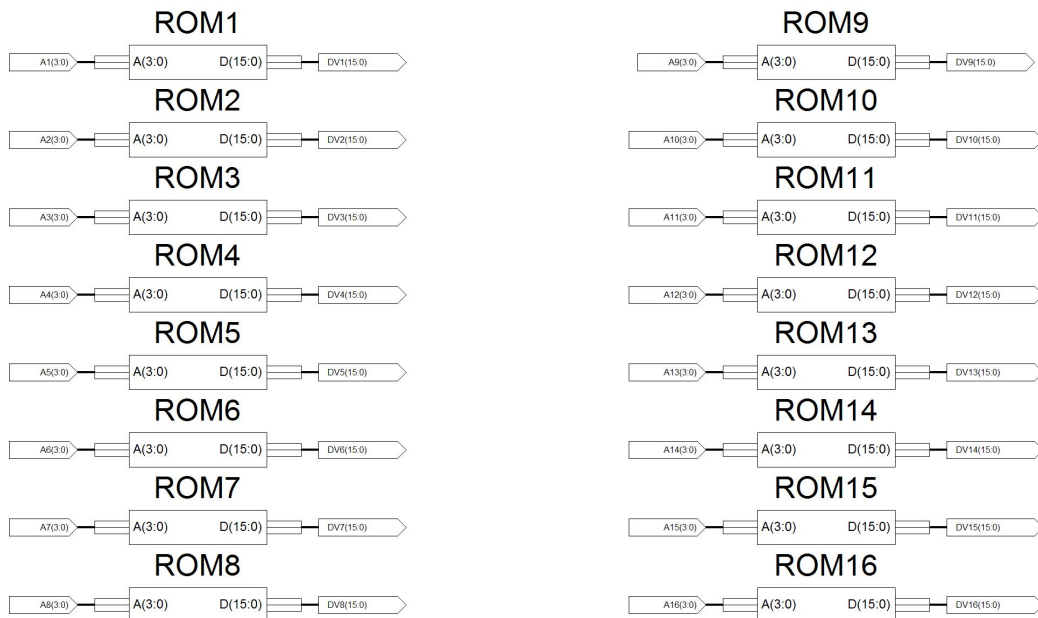 ROM1
A1(3:0) A(3:0) D(15:0) DV1(15:0)
ROM2
A2(3:0) A(3:0) D(15:0) DV2(15:0)
ROM3
A3(3:0) A(3:0) D(15:0) DV3(15:0)
ROM4
A4(3:0) A(3:0) D(15:0) DV4(15:0)
ROM5
A5(3:0) A(3:0) D(15:0) DV5(15:0)
ROM6
A6(3:0) A(3:0) D(15:0) DV6(15:0)
ROM7
A7(3:0) A(3:0) D(15:0) DV7(15:0)
ROM8
A8(3:0) A(3:0) D(15:0) DV8(15:0)
ROM9
A9(3:0) A(3:0) D(15:0) DV9(15:0)
ROM10
A10(3:0) A(3:0) D(15:0) DV10(15:0)
ROM11
A11(3:0) A(3:0) D(15:0) DV11(15:0)
ROM12
A12(3:0) A(3:0) D(15:0) DV12(15:0)
ROM13
A13(3:0) A(3:0) D(15:0) DV13(15:0)
ROM14
A14(3:0) A(3:0) D(15:0) DV14(15:0)
ROM15
A15(3:0) A(3:0) D(15:0) DV15(15:0)
ROM16
A16(3:0) A(3:0) D(15:0) DV16(15:0)